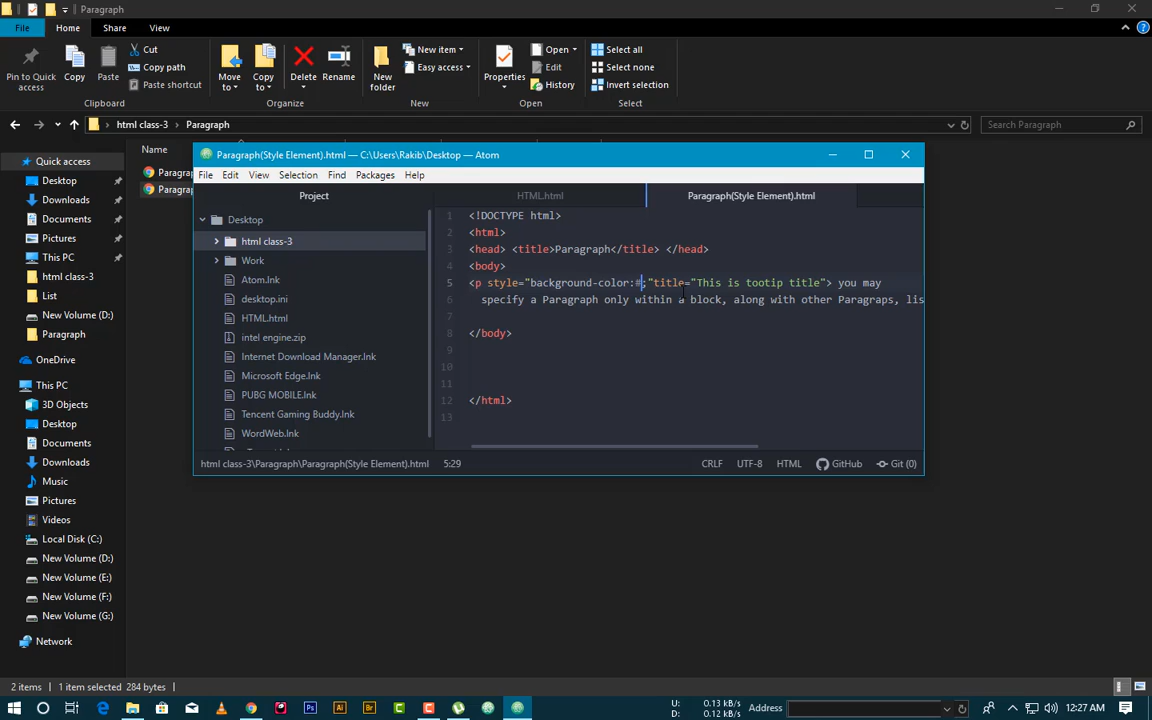 Paragraph
File
Home
Share
View
Pin to Quick access
Copy
Paste
Cut
Copy path
Paste shortcut
Clipboard
Move to
Copy to
Delete
Rename
Organize
New folder
New item
Easy access
New
Properties
Open
Edit
History
Open
Select all
Select none
Invert selection
Select
html class-3 › Paragraph
Search Paragraph
Name
Quick access
Desktop
Downloads
Documents
Pictures
This PC
html class-3
List
Paragraph
OneDrive
This PC
3D Objects
Desktop
Documents
Downloads
Music
Pictures
Videos
Local Disk (C:)
New Volume (D:)
New Volume (E:)
New Volume (F:)
New Volume (G:)
Network
2 items
1 item selected 284 bytes
Paragraph(Style Element).html — C:\Users\Rakib\Desktop — Atom
File Edit View Selection Find Packages Help
Project
HTML.html
Paragraph(Style Element).html
Desktop
html class-3
Work
Atom.lnk
desktop.ini
HTML.html
intel engine.zip
Internet Download Manager.lnk
Microsoft Edge.lnk
PUBG MOBILE.lnk
Tencent Gaming Buddy.lnk
WordWeb.lnk
1 <!DOCTYPE html>
2 <html>
3 <head> <title>Paragraph</title> </head>
4 <body>
5 <p style="background-color:#;"title="This is tootip title"> you may
6 specify a Paragraph only within a block, along with other Paragraps, lis
7
8 </body>
9
10
11
12 </html>
13
html class-3\Paragraph\Paragraph(Style Element).html
5:29
CRLF
UTF-8
HTML
GitHub
Git (0)
Ps
Ai
Br
U: 0.13 kB/s
D: 0.12 kB/s
Address
12:27 AM